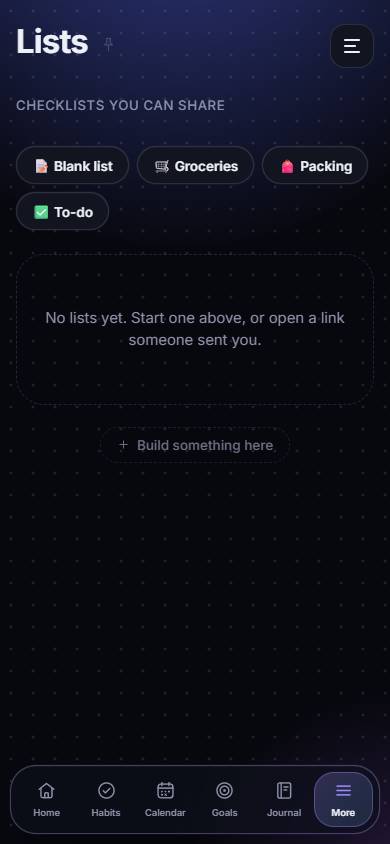 Lists
CHECKLISTS YOU CAN SHARE
Blank list
Groceries
Packing
To-do
No lists yet. Start one above, or open a link
someone sent you.
+ Build something here
Home
Habits
Calendar
Goals
Journal
More